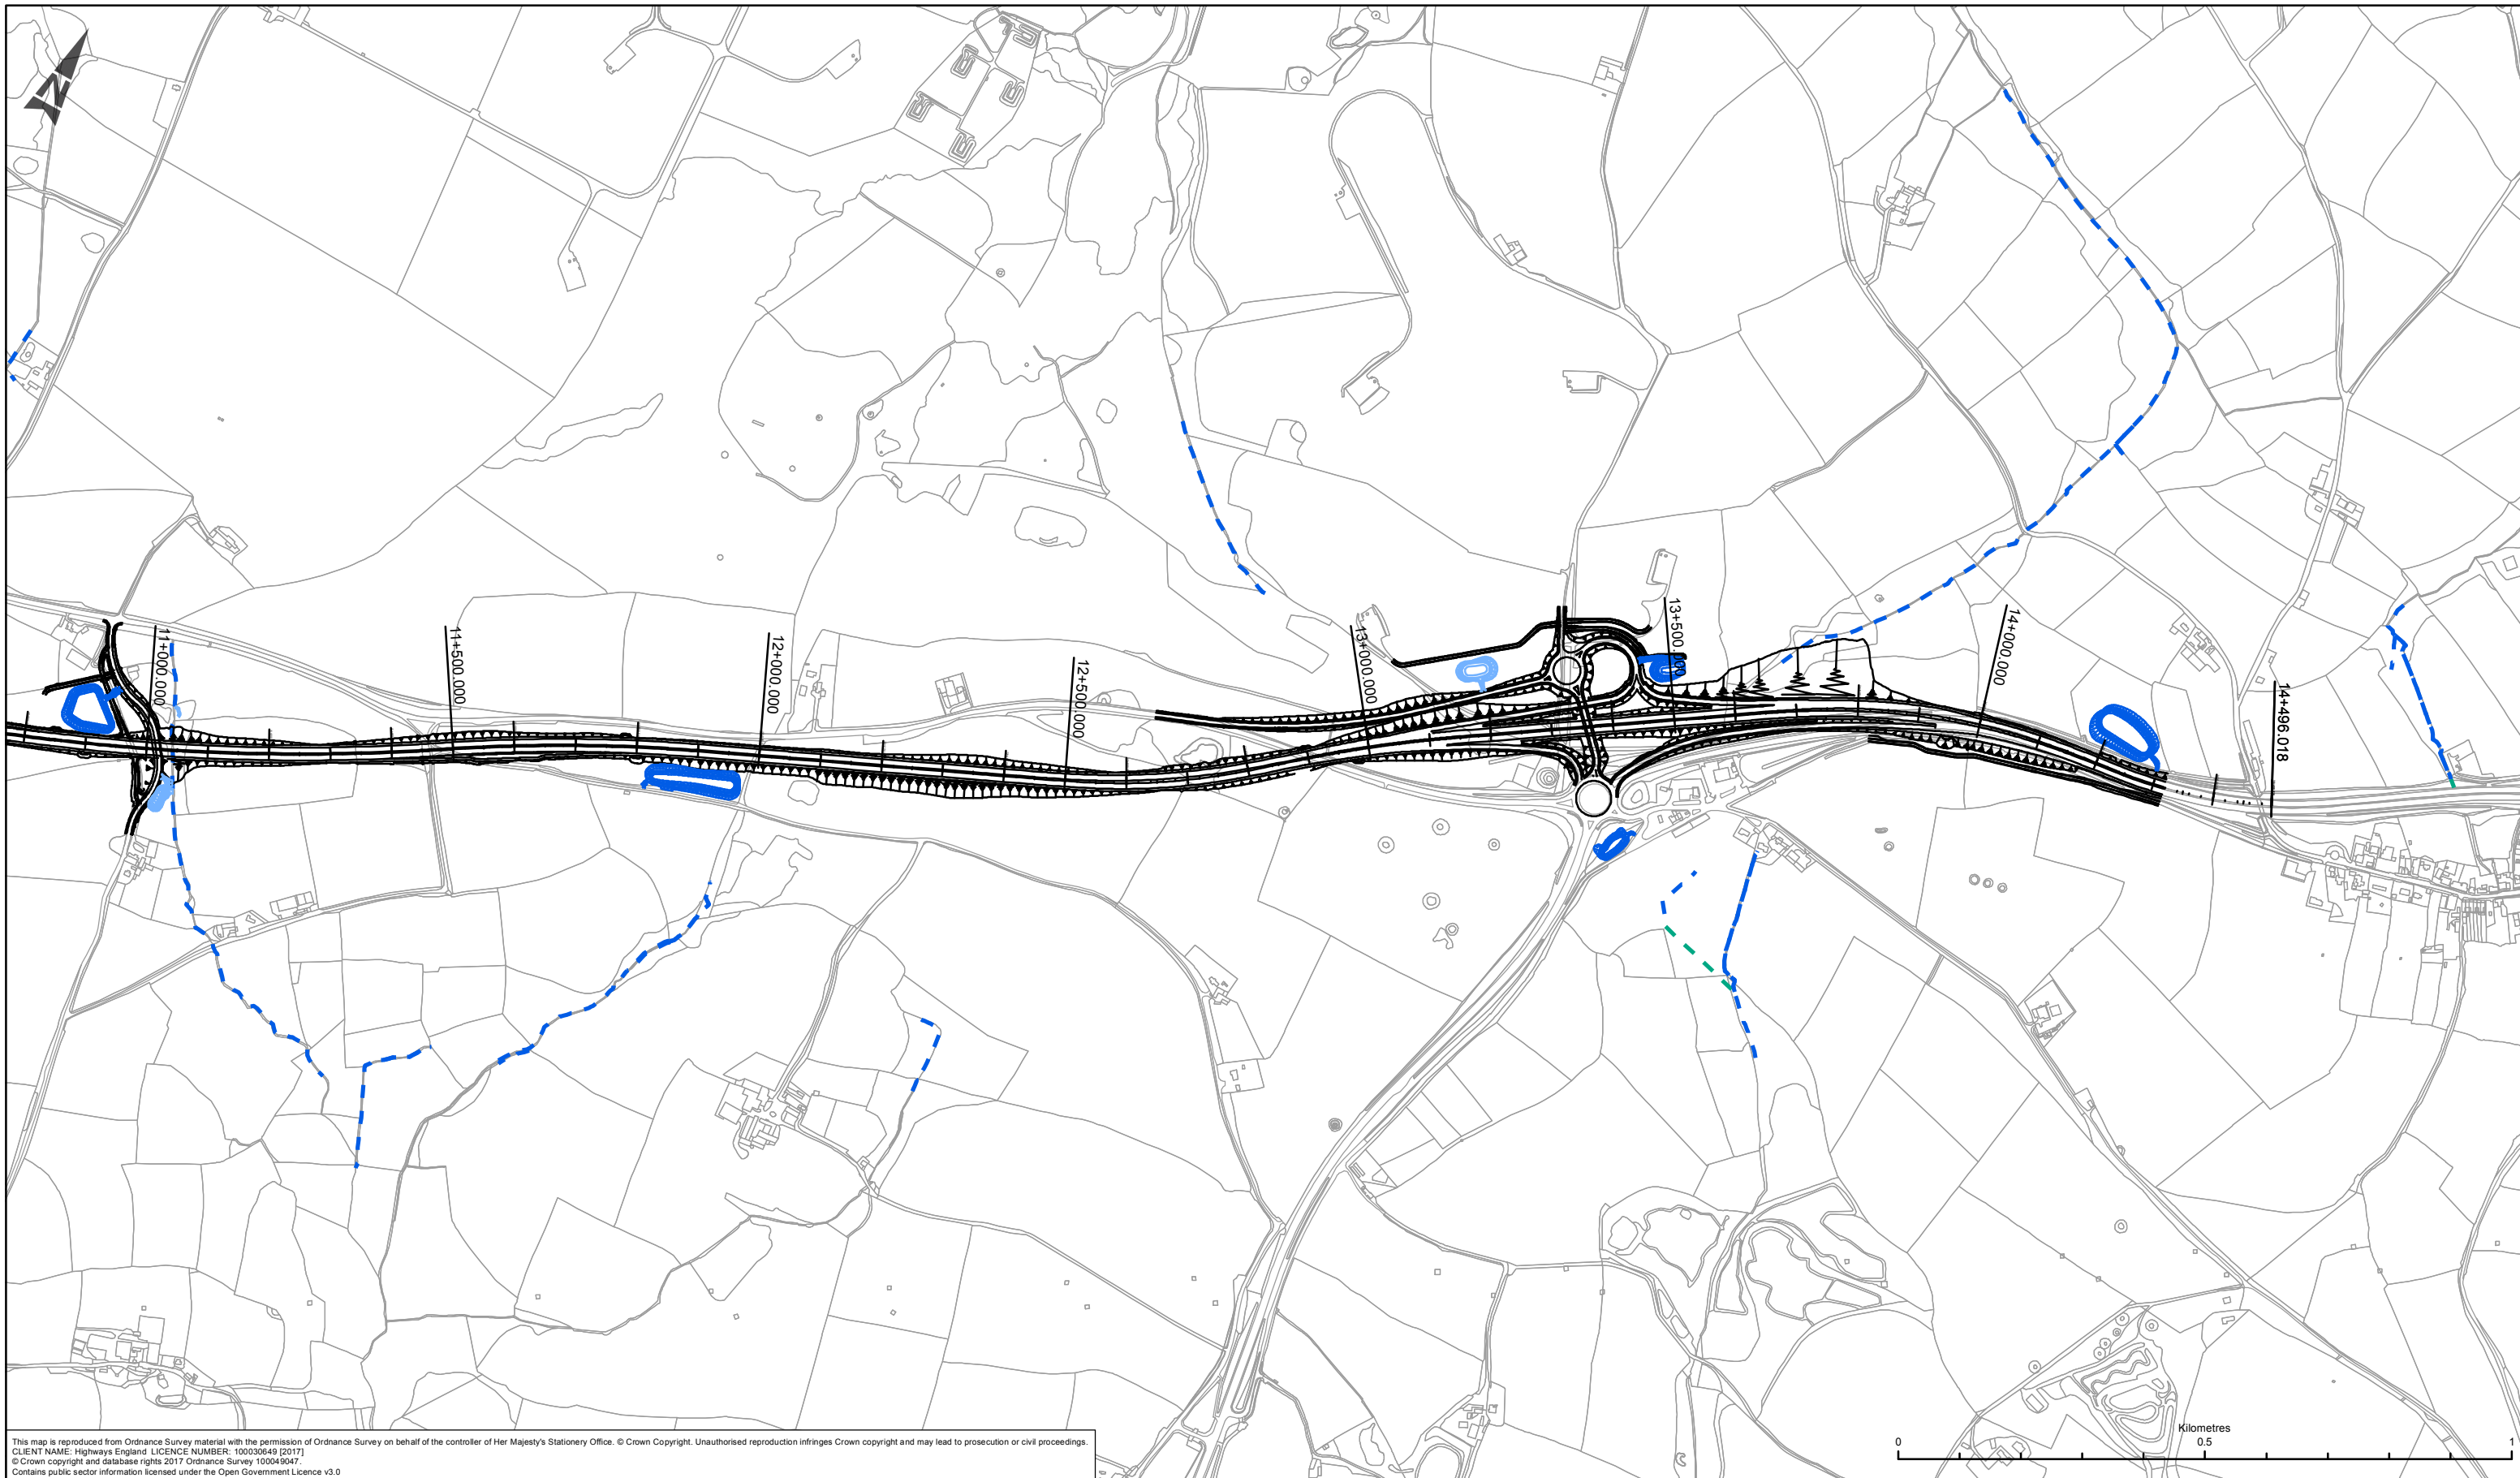 N
11+000.000
11+500.000
12+000.000
12+500.000
13+000.000
13+500.000
14+000.000
14+496.018
Kilometres
0 0.5 1
This map is reproduced from Ordnance Survey material with the permission of Ordnance Survey on behalf of the controller of Her Majesty's Stationery Office. © Crown Copyright. Unauthorised reproduction infringes Crown copyright and may lead to prosecution or civil proceedings.
CLIENT NAME: Highways England LICENCE NUMBER: 100030649 [2017]
© Crown copyright and database rights 2017 Ordnance Survey 100049047.
Contains public sector information licensed under the Open Government Licence v3.0